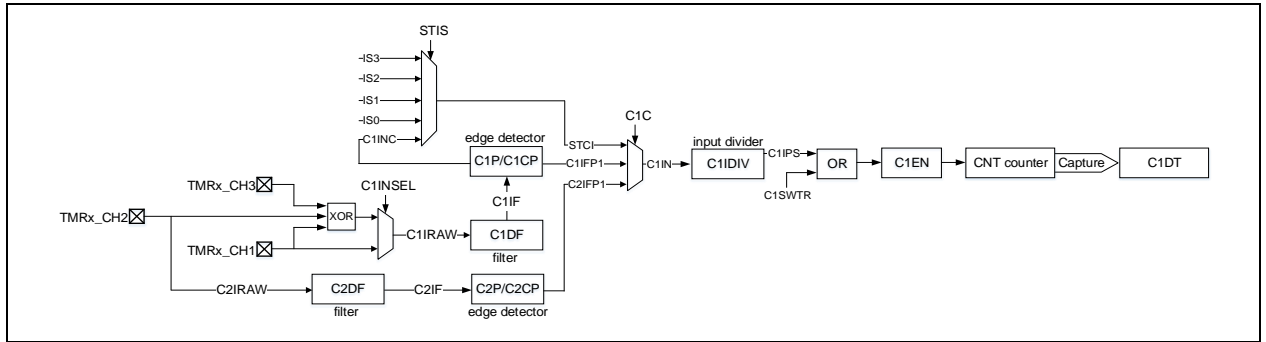 STIS
IS3
IS2
IS1
IS0
C1INC
edge detector
C1P/C1CP
C1IF
STCI
C1IFP1
C2IFP1
C1C
C1IN
input divider
C1IDIV
C1IPS
C1SWTR
OR
C1EN
CNT counter
Capture
C1DT
TMRx_CH3
TMRx_CH2
TMRx_CH1
XOR
C1INSEL
C1IRAW
C1DF
filter
C2IRAW
C2DF
filter
C2IF
C2P/C2CP
edge detector